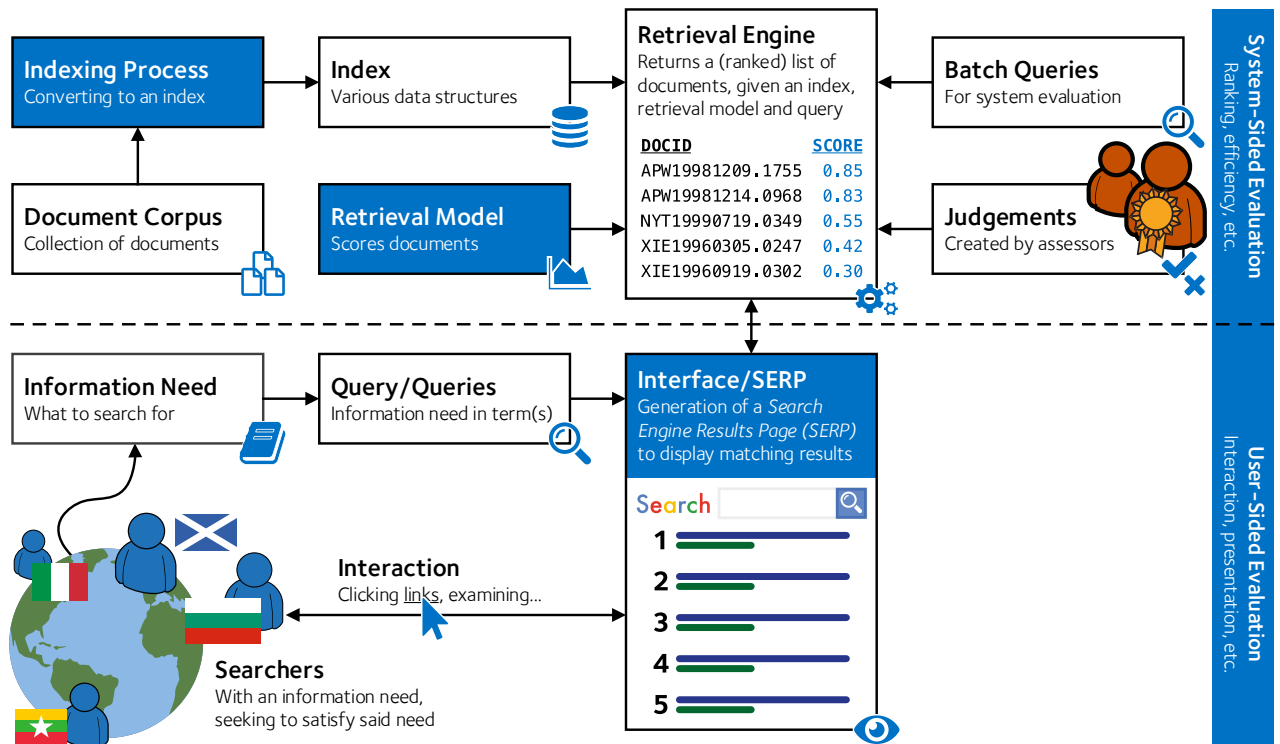 Indexing Process
Converting to an index
Index
Various data structures
Retrieval Engine
Returns a (ranked) list of
documents, given an index,
retrieval model and query
DOCID SCORE
APW19981209.1755 0.85
APW19981214.0968 0.83
NYT19990719.0349 0.55
XIE19960305.0247 0.42
XIE19960919.0302 0.30
Batch Queries
For system evaluation
Document Corpus
Collection of documents
Retrieval Model
Scores documents
Judgements
Created by assessors
System-Sided Evaluation
Ranking, efficiency, etc.
Information Need
What to search for
Query/Queries
Information need in term(s)
Interface/SERP
Generation of a Search
Engine Results Page (SERP)
to display matching results
Search
1
2
3
4
5
Interaction
Clicking links, examining...
Searchers
With an information need,
seeking to satisfy said need
User-Sided Evaluation
Interaction, presentation, etc.